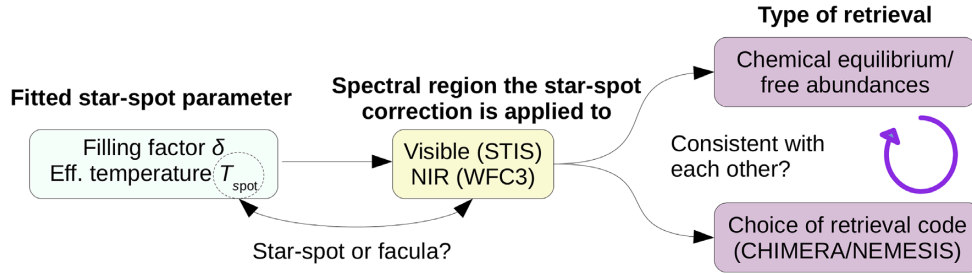 Type of retrieval
Chemical equilibrium/
free abundances
Fitted star-spot parameter
Spectral region the star-spot
correction is applied to
Filling factor δ
Eff. temperature T_spot
Visible (STIS)
NIR (WFC3)
Consistent with
each other?
Star-spot or facula?
Choice of retrieval code
(CHIMERA/NEMESIS)